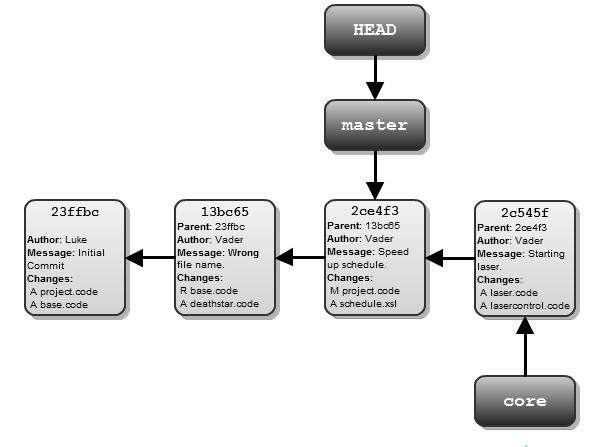 HEAD
master
23ffbc
Author: Luke
Message: Initial
Commit
Changes:
A project.code
A base.code
13bc65
Parent: 23ffbc
Author: Vader
Message: Wrong
file name.
Changes:
R base.code
A deathstar.code
2ce4f3
Parent: 13bc65
Author: Vader
Message: Speed
up schedule.
Changes:
M project.code
A schedule.xsl
2c545f
Parent: 2ce4f3
Author: Vader
Message: Starting
laser.
Changes:
A laser.code
A lasercontrol.code
core